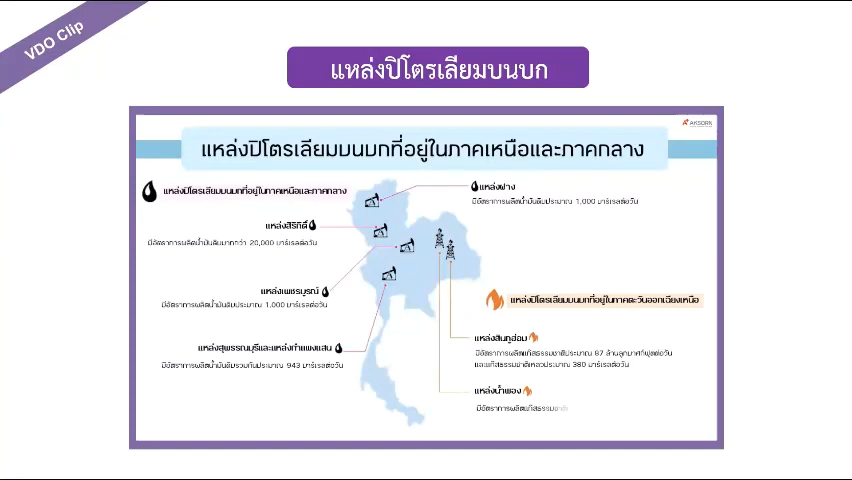 VDO Clip
แหล่งปิโตรเลียมบนบก
AKSORN
แหล่งปิโตรเลียมบนบกที่อยู่ในภาคเหนือและภาคกลาง
แหล่งปิโตรเลียมบนบกที่อยู่ในภาคเหนือและภาคกลาง
แหล่งฝาง
มีอัตราการผลิตน้ำมันดิบประมาณ 1,000 บาร์เรลต่อวัน
แหล่งสิริกิติ์
มีอัตราการผลิตน้ำมันดิบมากกว่า 20,000 บาร์เรลต่อวัน
แหล่งเพชรบูรณ์
มีอัตราการผลิตน้ำมันดิบประมาณ 1,000 บาร์เรลต่อวัน
แหล่งสุพรรณบุรีและแหล่งกำแพงแสน
มีอัตราการผลิตน้ำมันดิบรวมกันประมาณ 943 บาร์เรลต่อวัน
แหล่งปิโตรเลียมบนบกที่อยู่ในภาคตะวันออกเฉียงเหนือ
แหล่งสินภูฮ่อม
มีอัตราการผลิตแก๊สธรรมชาติประมาณ 87 ล้านลูกบาศก์ฟุตต่อวัน
และแก๊สธรรมชาติเหลวประมาณ 380 บาร์เรลต่อวัน
แหล่งน้ำพอง
มีอัตราการผลิตแก๊สธรรมชาติ